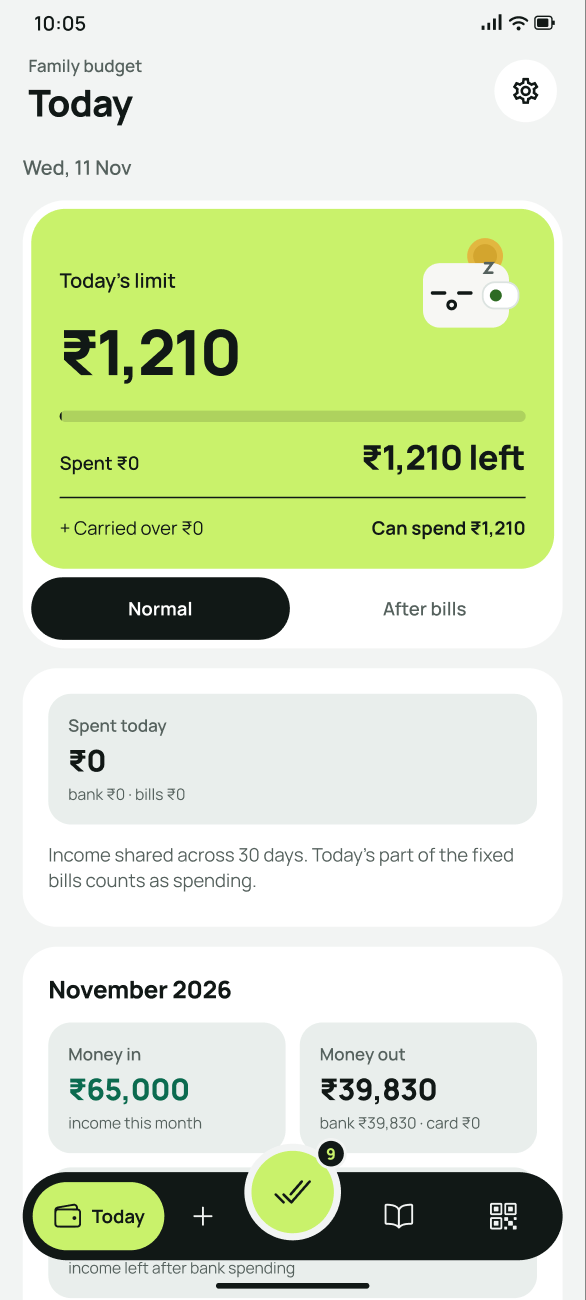 10:05
Family budget
Today
Wed, 11 Nov
Z
Today's limit
₹1,210
Spent ₹0
₹1,210 left
+ Carried over ₹0
Can spend ₹1,210
Normal
After bills
Spent today
₹0
bank ₹0 · bills ₹0
Income shared across 30 days. Today's part of the fixed
bills counts as spending.
November 2026
Money in
Money out
₹65,000
₹39,830
income this month
bank ₹39,830 · card ₹0
9
Today
income left after bank spending